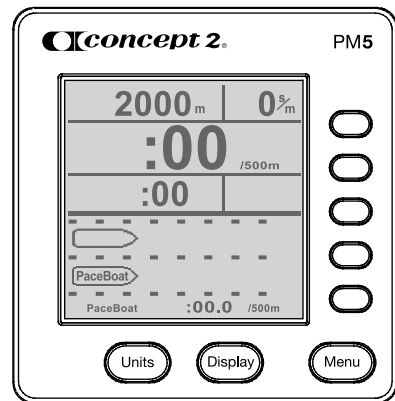 concept 2® PM5
2000 m 0 s/m
:00 /500m
:00
PaceBoat
PaceBoat :00.0 /500m
Units Display Menu